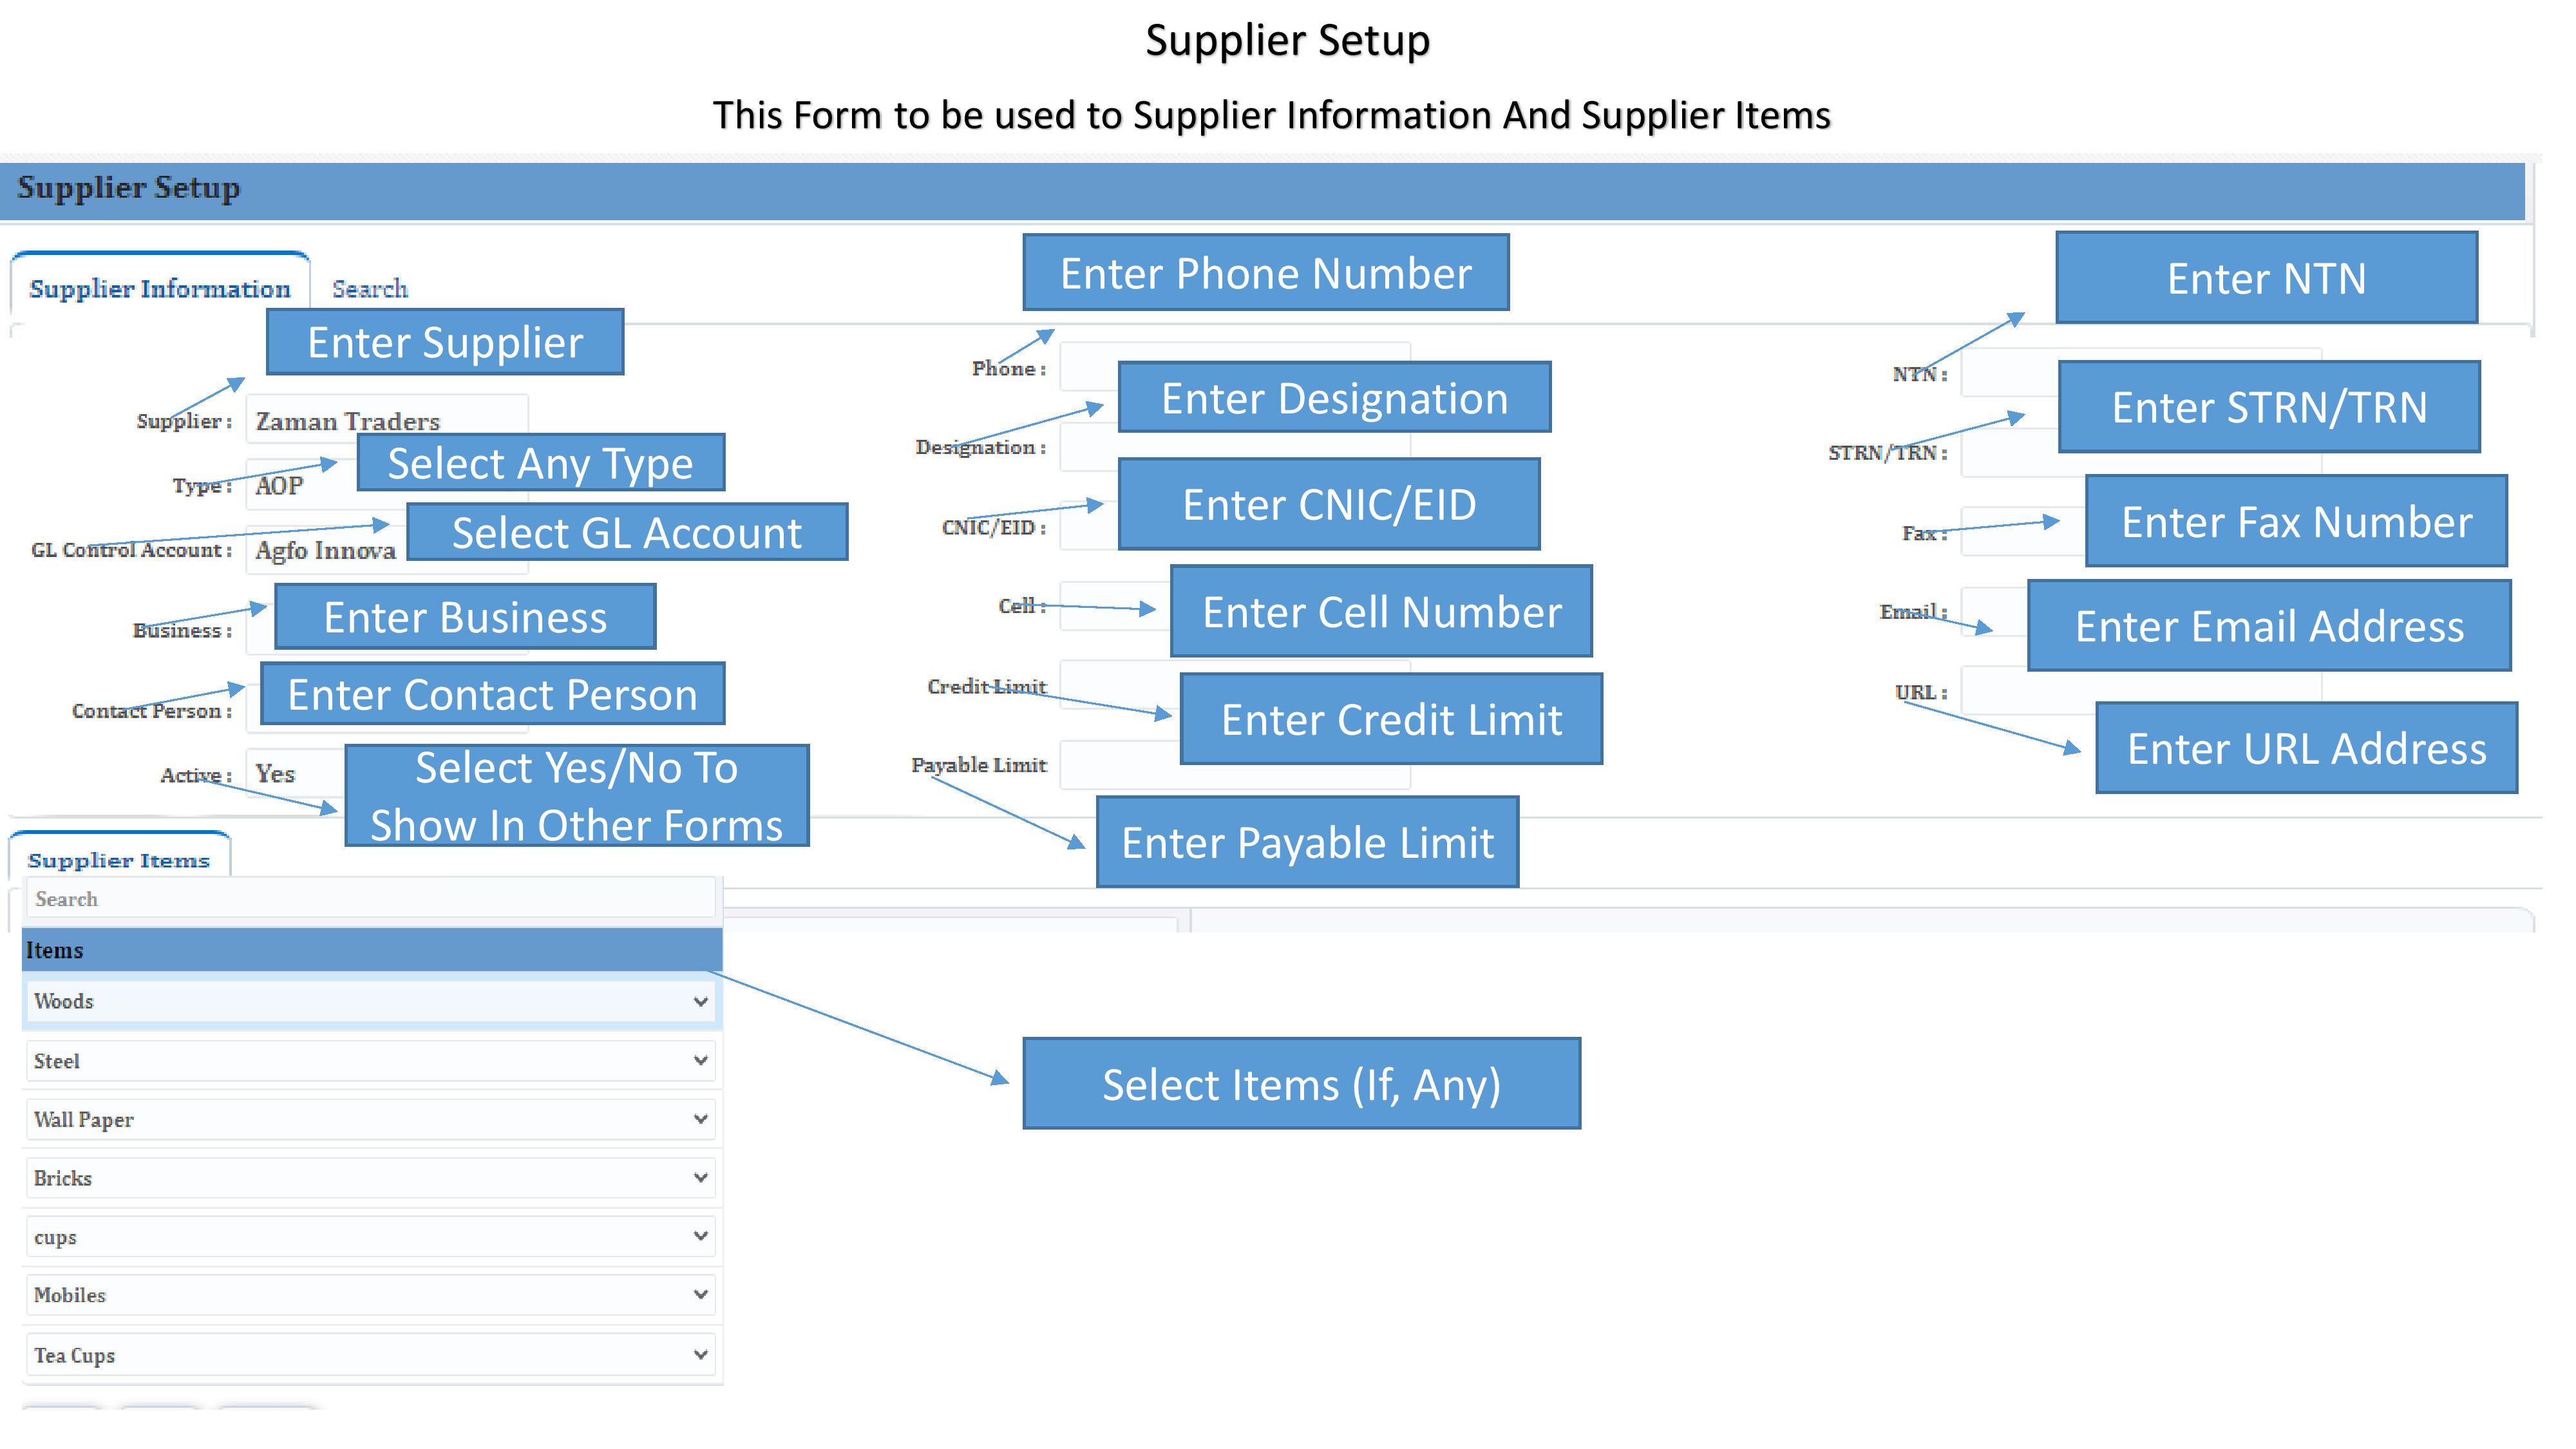 Supplier Setup
This Form to be used to Supplier Information And Supplier Items
Supplier Setup
Supplier Information
Search
Enter Supplier
Supplier :
Zaman Traders
Select Any Type
Type :
AOP
Select GL Account
GL Control Account :
Agfo Innova
Enter Business
Business :
Enter Contact Person
Contact Person :
Select Yes/No To
Show In Other Forms
Active :
Yes
Enter Phone Number
Phone :
Enter Designation
Designation :
Enter CNIC/EID
CNIC/EID :
Cell :
Enter Cell Number
Credit Limit
Enter Credit Limit
Payable Limit
Enter Payable Limit
Enter NTN
NTN :
Enter STRN/TRN
STRN/TRN :
Enter Fax Number
Fax :
Email :
Enter Email Address
URL :
Enter URL Address
Supplier Items
Search
Items
Woods
Steel
Wall Paper
Bricks
cups
Mobiles
Tea Cups
Select Items (If, Any)